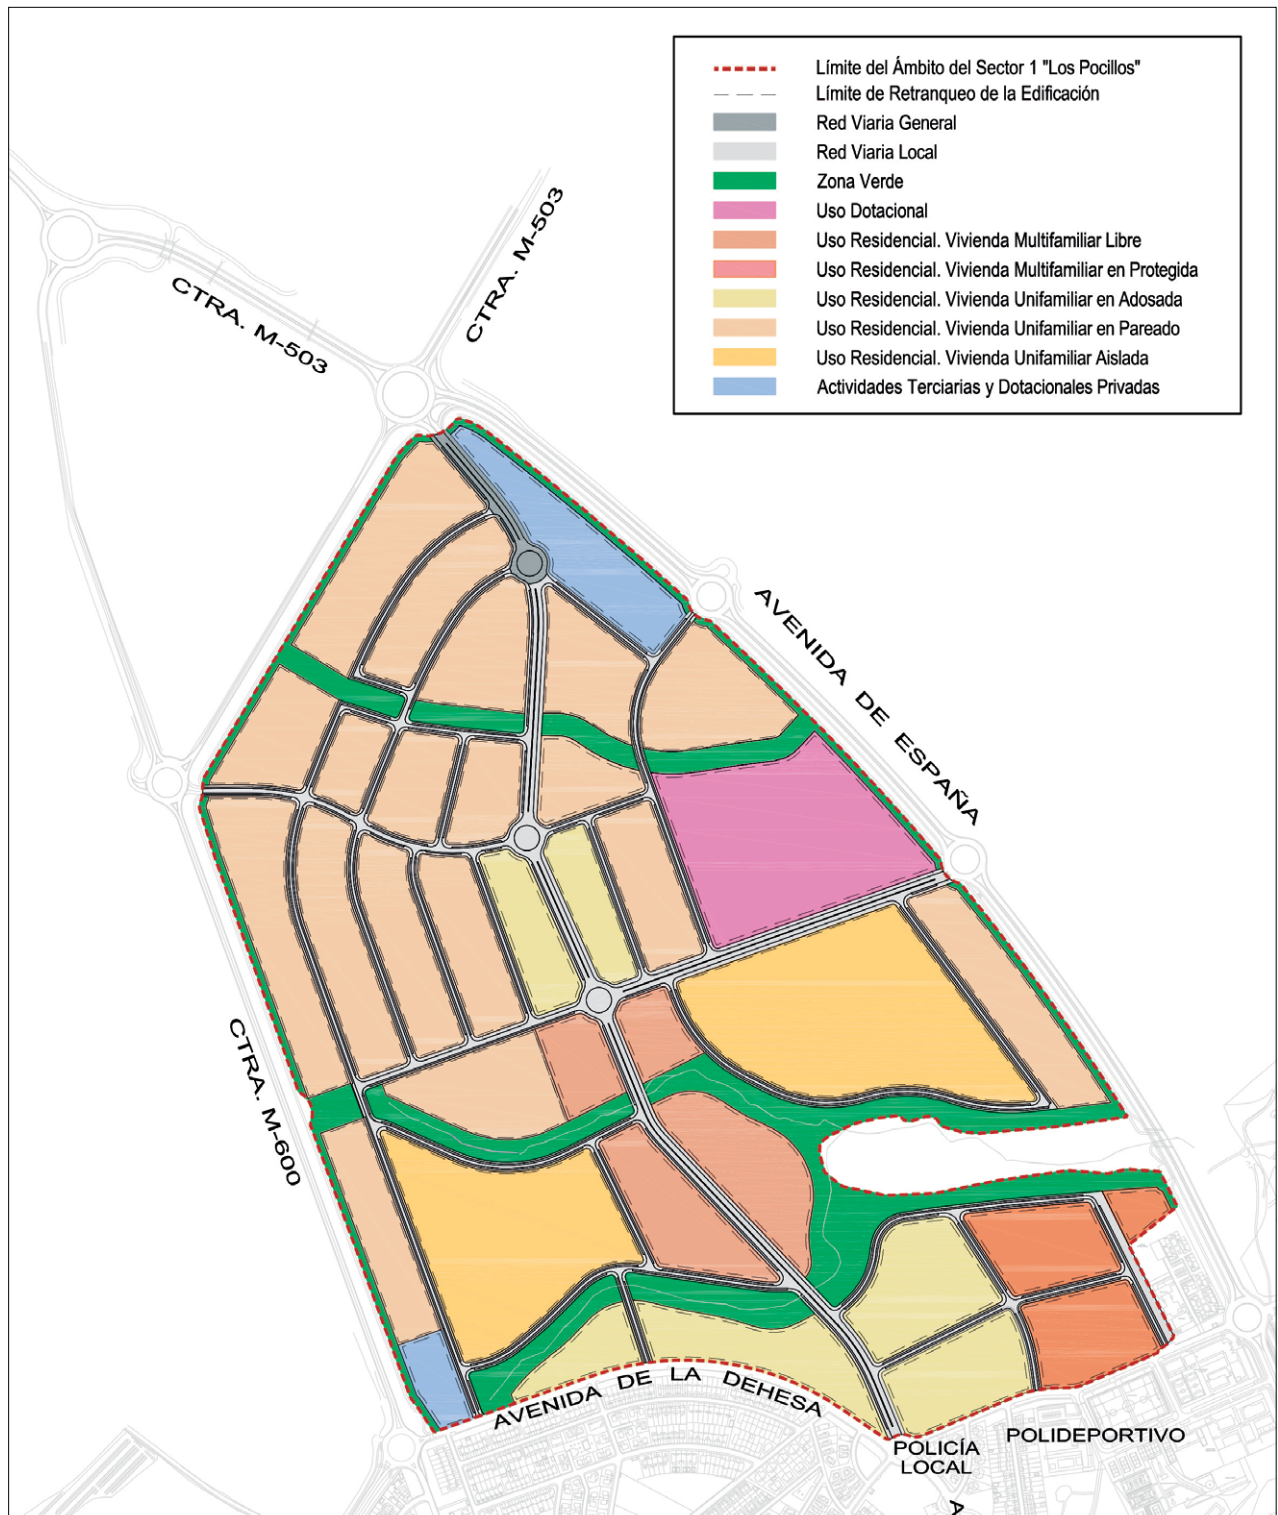 Límite del Ámbito del Sector 1 "Los Pocillos"
Límite de Retranqueo de la Edificación
Red Viaria General
Red Viaria Local
Zona Verde
Uso Dotacional
Uso Residencial. Vivienda Multifamiliar Libre
Uso Residencial. Vivienda Multifamiliar en Protegida
Uso Residencial. Vivienda Unifamiliar en Adosada
Uso Residencial. Vivienda Unifamiliar en Pareado
Uso Residencial. Vivienda Unifamiliar Aislada
Actividades Terciarias y Dotacionales Privadas
CTRA. M-503
CTRA. M-503
AVENIDA DE ESPAÑA
CTRA. M-600
AVENIDA DE LA DEHESA
POLICÍA
LOCAL
POLIDEPORTIVO
A